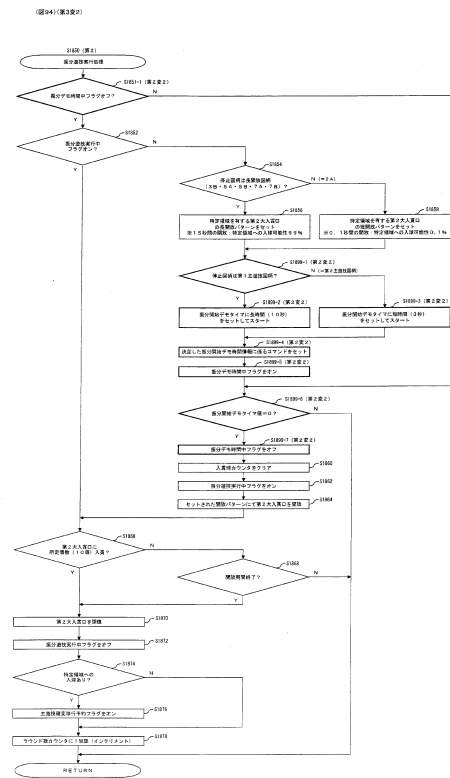 (図94)(第3変2)
S1850(第2)
振分遊技実行処理
S1851-1(第2変2)
振分デモ時間中フラグオフ?
N
Y
S1852
振分遊技実行中
フラグオン?
N
Y
S1854
停止図柄は長開放図柄
(3B・5A・5B・7A・7B)?
N(=2A)
Y
S1856
特定領域を有する第2大入賞口
の長開放パターンをセット
※15秒間の開放:特定領域への入球可能性99%
S1858
特定領域を有する第2大入賞口
の短開放パターンをセット
※0.1秒間の開放:特定領域への入球可能性0.1%
S1899-1(第2変2)
停止図柄は第1主遊技図柄?
N(=第2主遊技図柄)
Y
S1899-2(第2変2)
振分開始デモタイマに長時間(10秒)
をセットしてスタート
S1899-3(第2変2)
振分開始デモタイマに短時間(3秒)
をセットしてスタート
S1899-4(第2変2)
決定した振分開始デモ時間情報に係るコマンドをセット
S1899-5(第2変2)
振分デモ時間中フラグをオン
S1899-6(第2変2)
振分開始デモタイマ値=0?
N
Y
S1899-7(第2変2)
振分デモ時間中フラグをオフ
S1860
入賞球カウンタをクリア
S1862
振分遊技実行中フラグをオン
S1864
セットされた開放パターンにて第2大入賞口を開放
S1866
第2大入賞口に
所定個数(10個)入賞?
N
Y
S1868
開放期間終了?
N
Y
S1870
第2大入賞口を閉鎖
S1872
振分遊技実行中フラグをオフ
S1874
特定領域への
入球あり?
N
Y
S1876
主遊技確変移行予約フラグをオン
S1878
ラウンド数カウンタに1加算(インクリメント)
RETURN